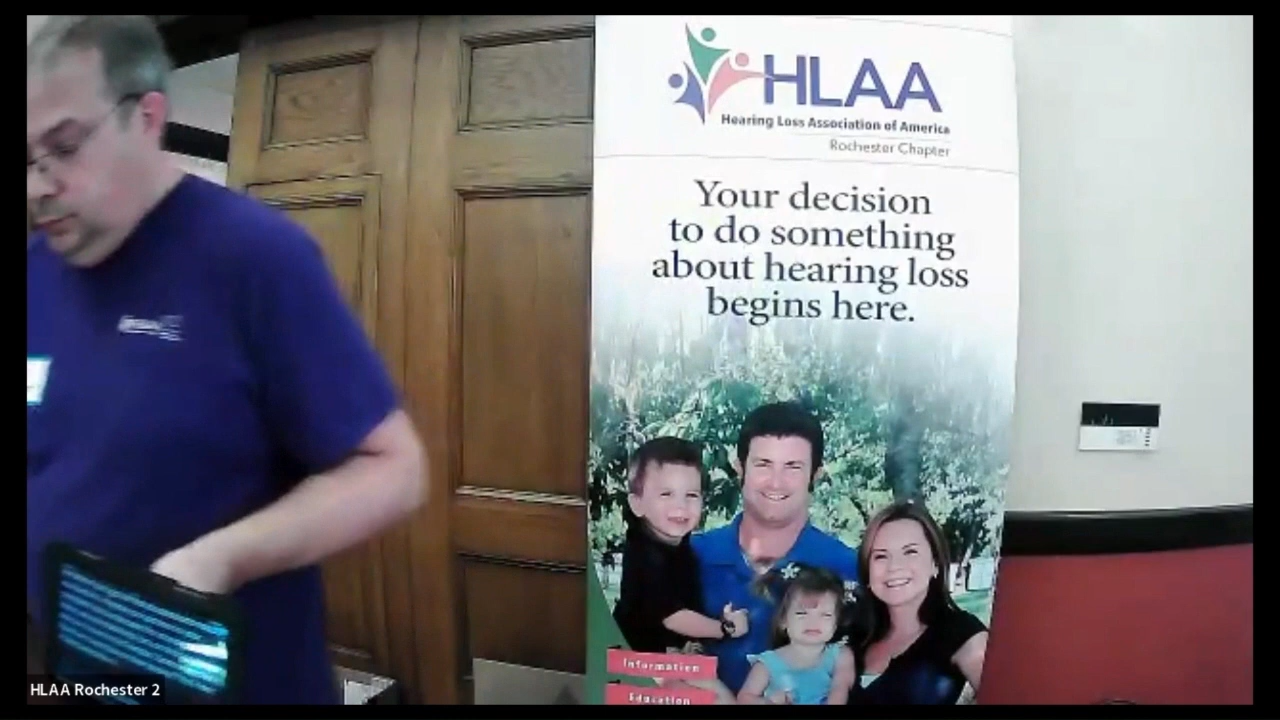 HLAA
Hearing Loss Association of America
Rochester Chapter
Your decision
to do something
about hearing loss
begins here.
Information
Education
HLAA Rochester 2